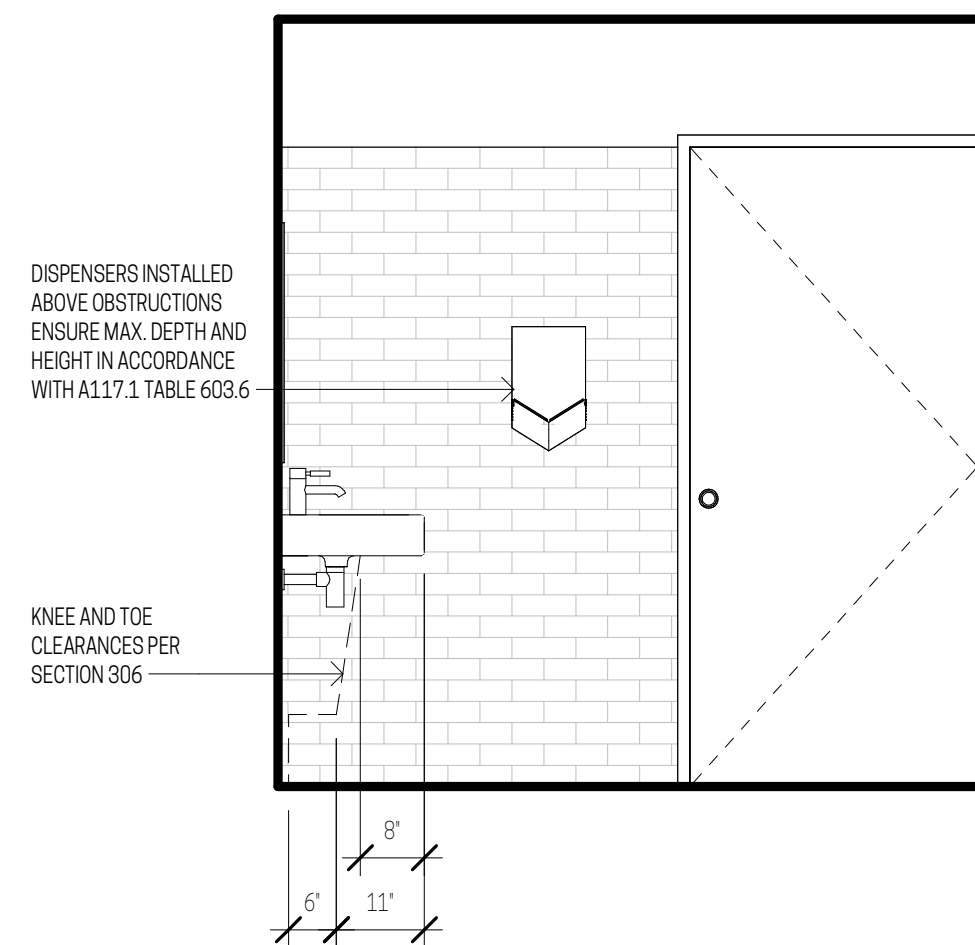 DISPENSERS INSTALLED
ABOVE OBSTRUCTIONS
ENSURE MAX. DEPTH AND
HEIGHT IN ACCORDANCE
WITH A117.1 TABLE 603.6
KNEE AND TOE
CLEARANCES PER
SECTION 306
8"
6" 11"